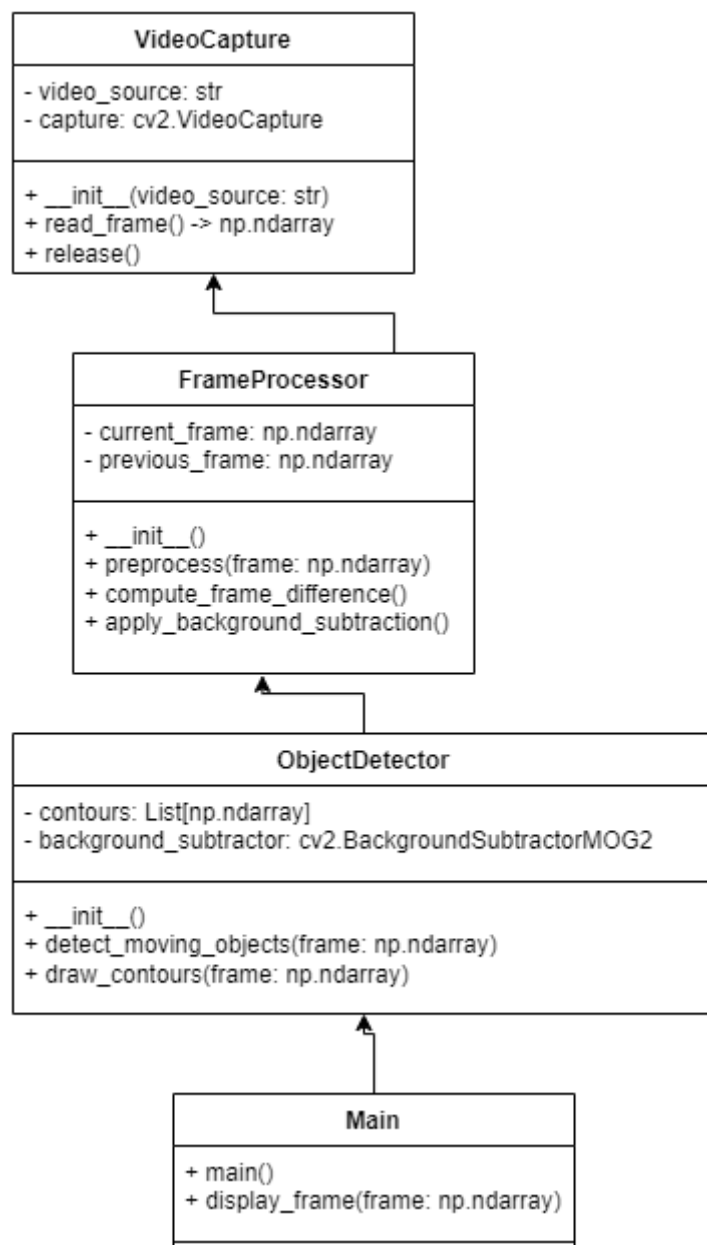 VideoCapture
- video_source: str
- capture: cv2.VideoCapture
+ __init__(video_source: str)
+ read_frame() -> np.ndarray
+ release()
FrameProcessor
- current_frame: np.ndarray
- previous_frame: np.ndarray
+ __init__()
+ preprocess(frame: np.ndarray)
+ compute_frame_difference()
+ apply_background_subtraction()
ObjectDetector
- contours: List[np.ndarray]
- background_subtractor: cv2.BackgroundSubtractorMOG2
+ __init__()
+ detect_moving_objects(frame: np.ndarray)
+ draw_contours(frame: np.ndarray)
Main
+ main()
+ display_frame(frame: np.ndarray)